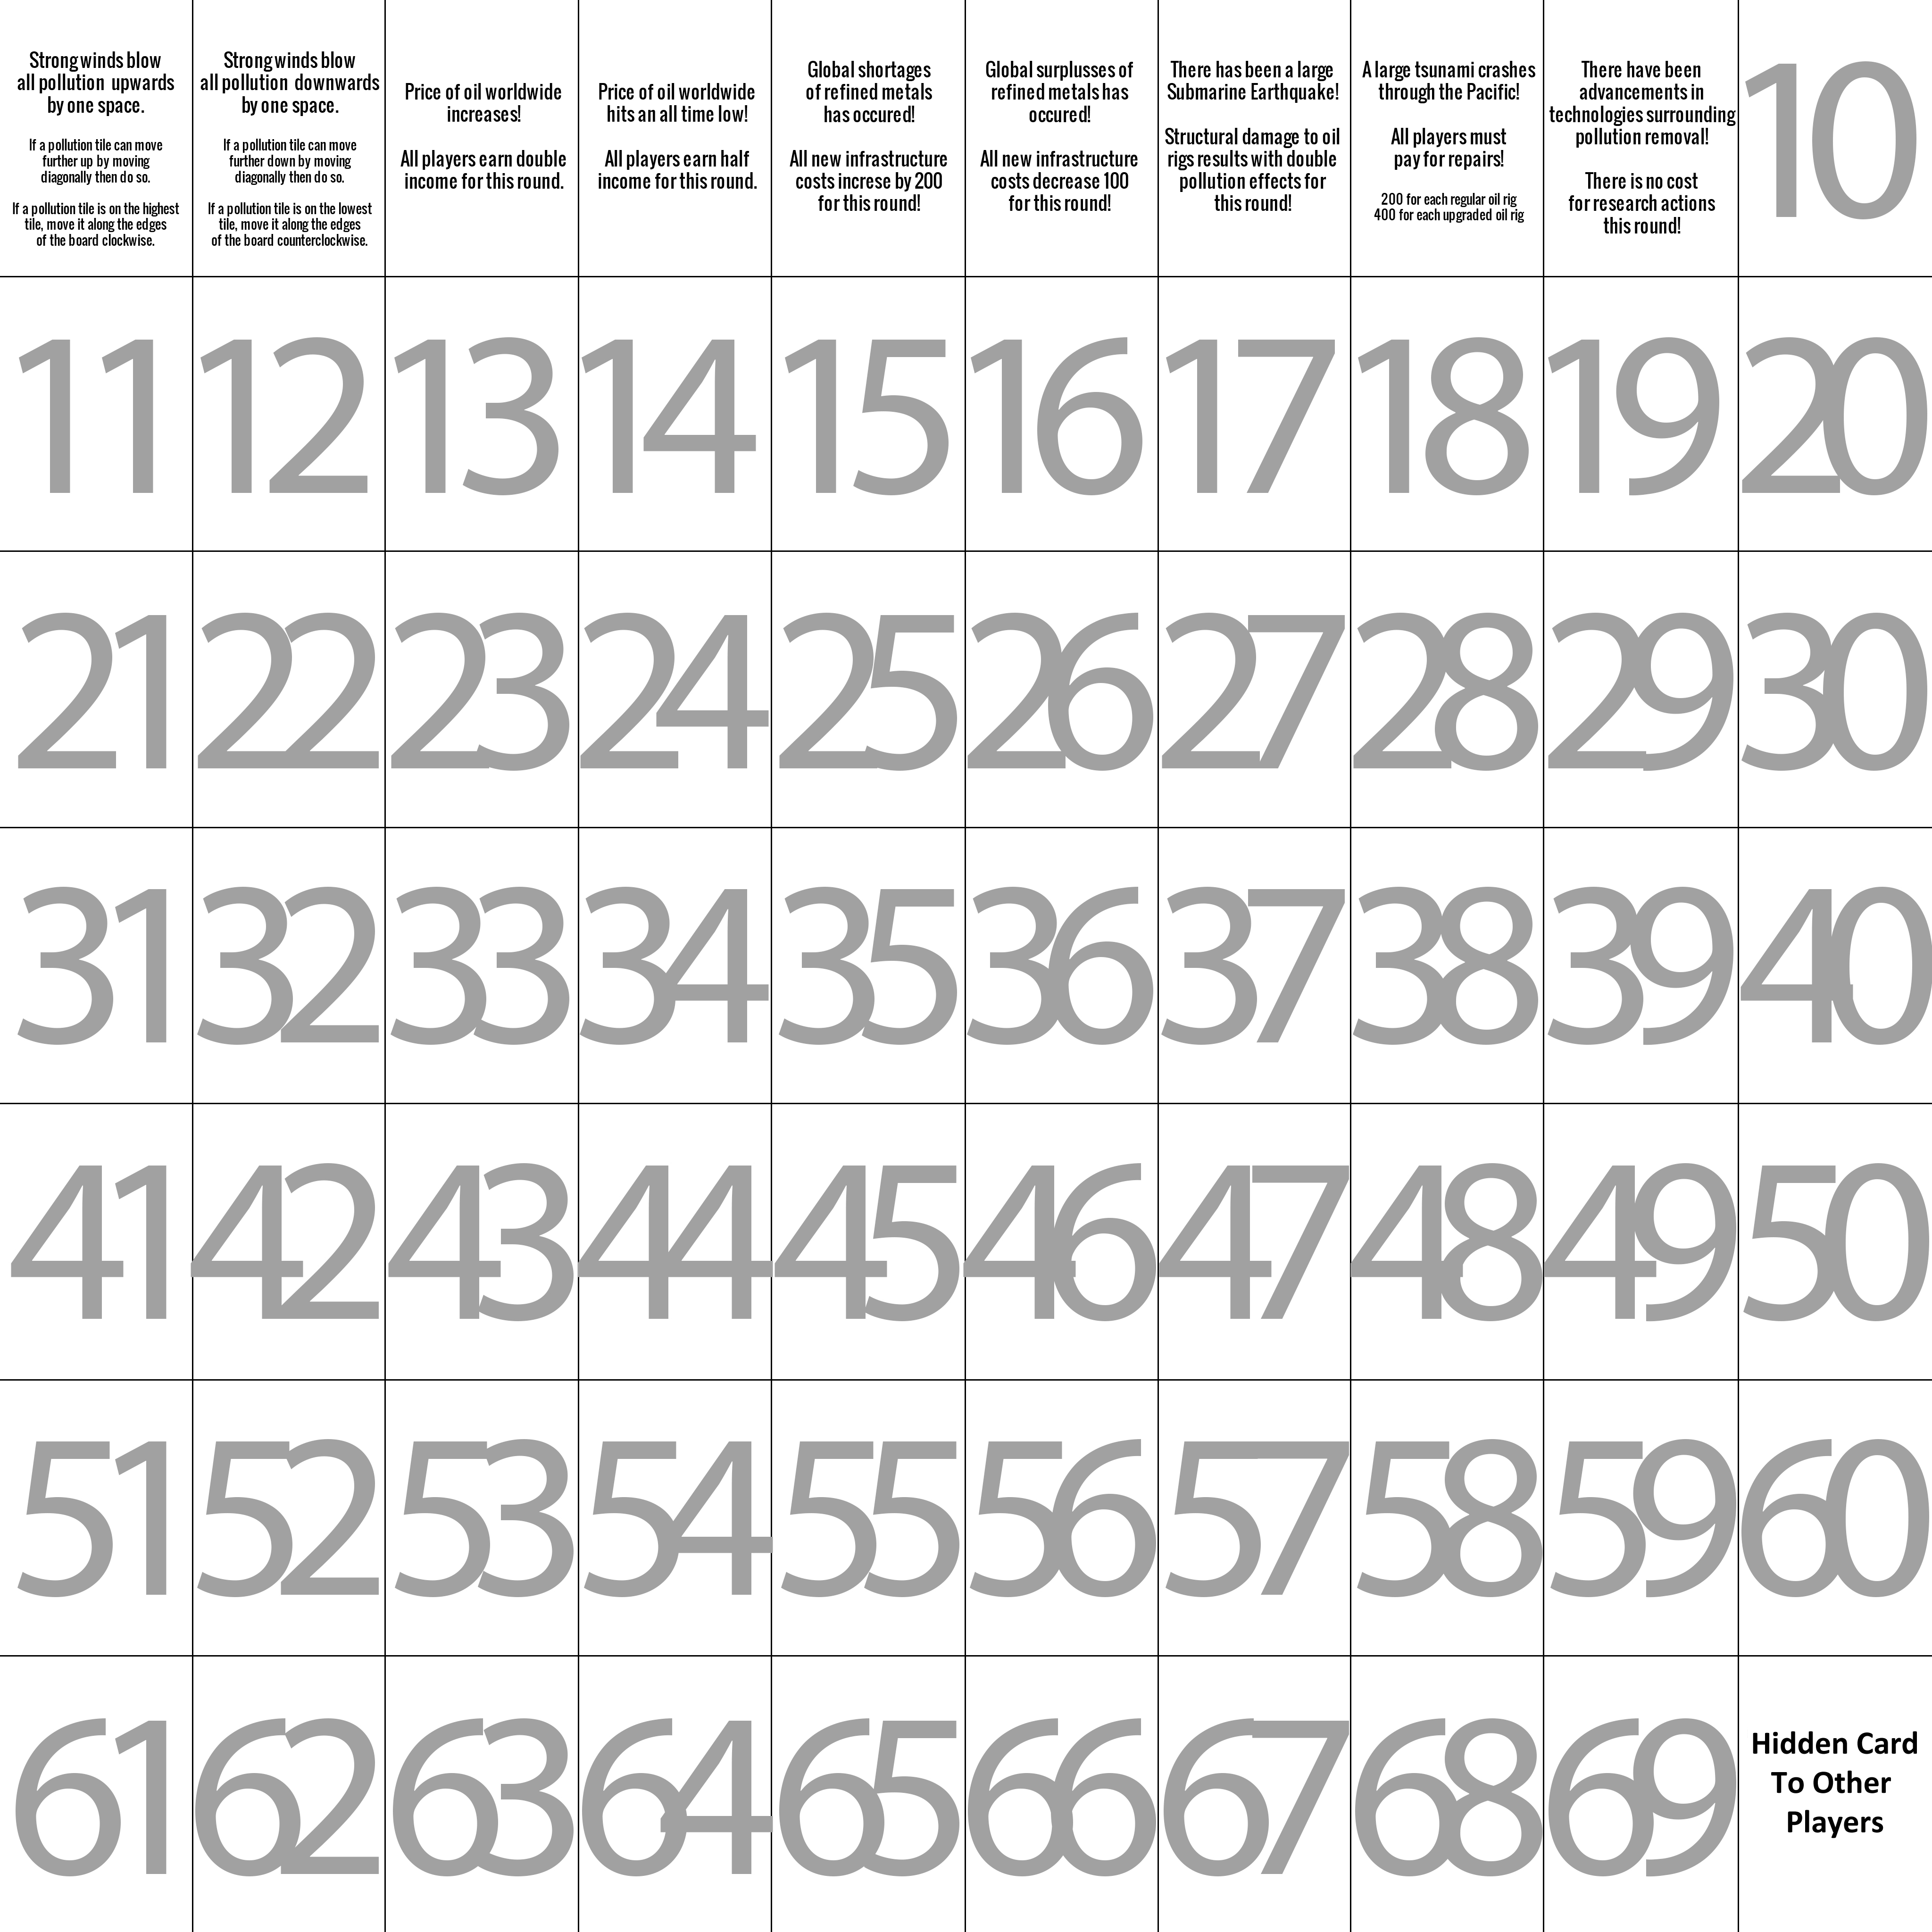 Strong winds blow
all pollution upwards
by one space.
If a pollution tile can move
further up by moving
diagonally then do so.
If a pollution tile is on the highest
tile, move it along the edges
of the board clockwise.
Strong winds blow
all pollution downwards
by one space.
If a pollution tile can move
further down by moving
diagonally then do so.
If a pollution tile is on the lowest
tile, move it along the edges
of the board counterclockwise.
Price of oil worldwide
increases!
All players earn double
income for this round.
Price of oil worldwide
hits an all time low!
All players earn half
income for this round.
Global shortages
of refined metals
has occured!
All new infrastructure
costs increse by 200
for this round!
Global surplusses of
refined metals has
occured!
All new infrastructure
costs decrease 100
for this round!
There has been a large
Submarine Earthquake!
Structural damage to oil
rigs results with double
pollution effects for
this round!
A large tsunami crashes
through the Pacific!
All players must
pay for repairs!
200 for each regular oil rig
400 for each upgraded oil rig
There have been
advancements in
technologies surrounding
pollution removal!
There is no cost
for research actions
this round!
10
11
12
13
14
15
16
17
18
19
20
21
22
23
24
25
26
27
28
29
30
31
32
33
34
35
36
37
38
39
40
41
42
43
44
45
46
47
48
49
50
51
52
53
54
55
56
57
58
59
60
61
62
63
64
65
66
67
68
69
Hidden Card
To Other
Players